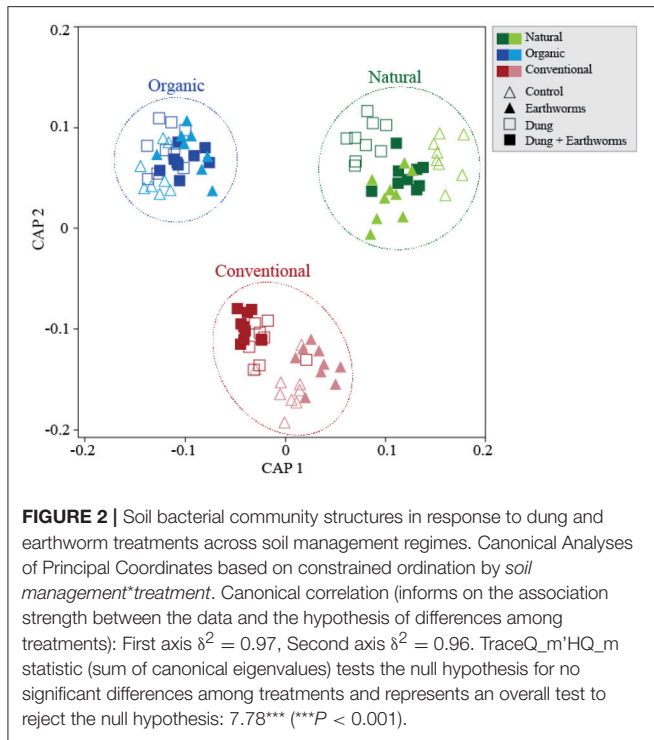 0.2
0.1
0
-0.1
-0.2
CAP 2
Organic
Natural
Conventional
-0.2
-0.1
0
0.1
0.2
CAP 1
Natural
Organic
Conventional
Control
Earthworms
Dung
Dung + Earthworms
FIGURE 2 | Soil bacterial community structures in response to dung and
earthworm treatments across soil management regimes. Canonical Analyses
of Principal Coordinates based on constrained ordination by soil
management*treatment. Canonical correlation (informs on the association
strength between the data and the hypothesis of differences among
treatments): First axis δ² = 0.97, Second axis δ² = 0.96. TraceQ_m'HQ_m
statistic (sum of canonical eigenvalues) tests the null hypothesis for no
significant differences among treatments and represents an overall test to
reject the null hypothesis: 7.78*** (***P < 0.001).